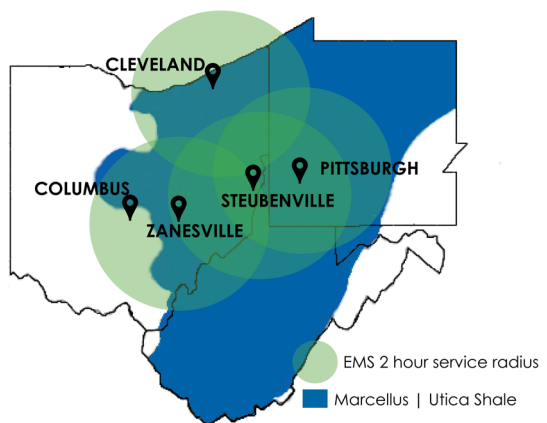 CLEVELAND
PITTSBURGH
COLUMBUS
STEUBENVILLE
ZANESVILLE
EMS 2 hour service radius
Marcellus | Utica Shale